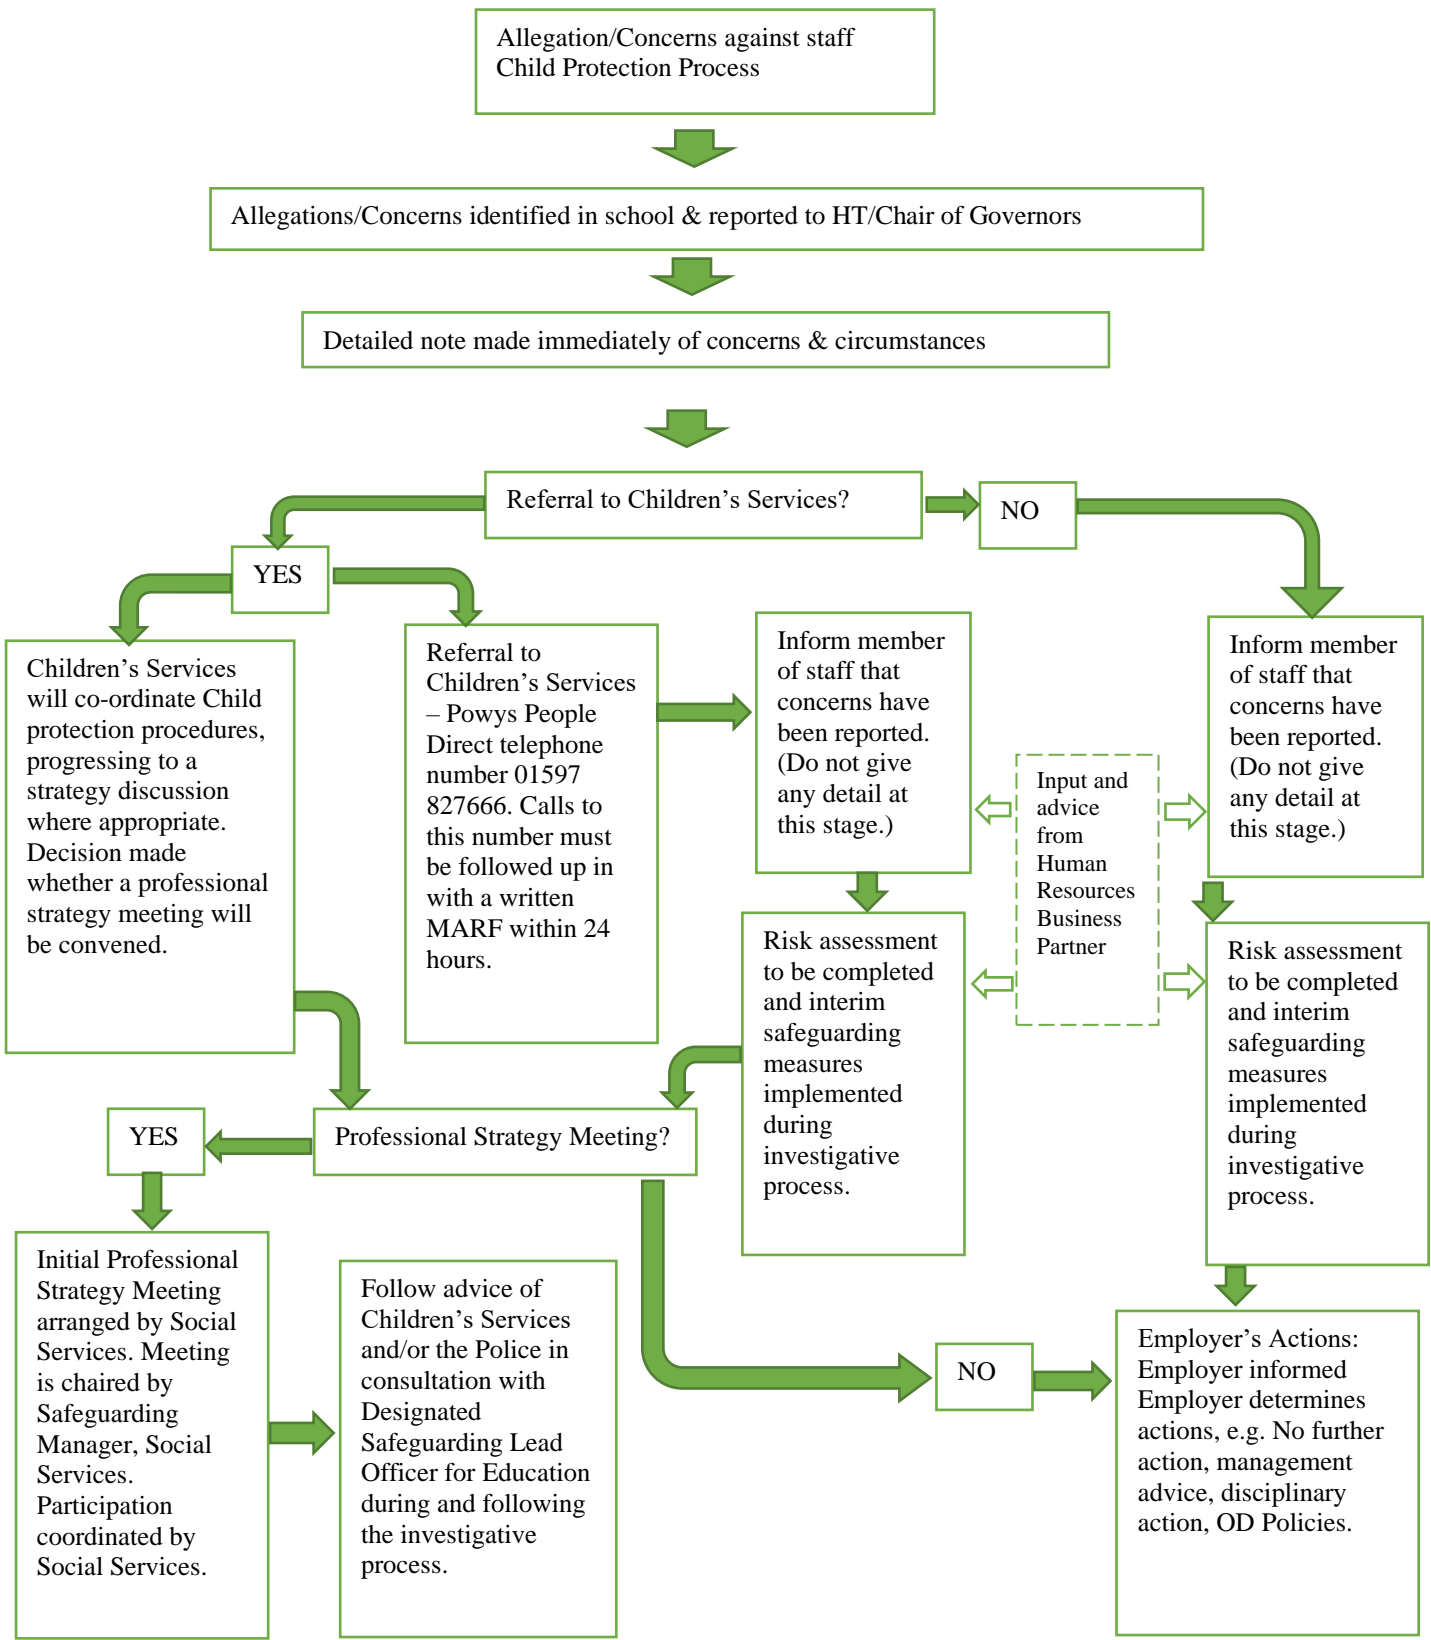 Allegation/Concerns against staff
Child Protection Process
Allegations/Concerns identified in school & reported to HT/Chair of Governors
Detailed note made immediately of concerns & circumstances
Referral to Children’s Services?
NO
YES
Children’s Services
will co-ordinate Child
protection procedures,
progressing to a
strategy discussion
where appropriate.
Decision made
whether a professional
strategy meeting will
be convened.
Referral to
Children’s Services
– Powys People
Direct telephone
number 01597
827666. Calls to
this number must
be followed up in
with a written
MARF within 24
hours.
Inform member
of staff that
concerns have
been reported.
(Do not give
any detail at
this stage.)
Input and
advice
from
Human
Resources
Business
Partner
Inform member
of staff that
concerns have
been reported.
(Do not give
any detail at
this stage.)
Risk assessment
to be completed
and interim
safeguarding
measures
implemented
during
investigative
process.
Risk assessment
to be completed
and interim
safeguarding
measures
implemented
during
investigative
process.
YES
Professional Strategy Meeting?
Initial Professional
Strategy Meeting
arranged by Social
Services. Meeting
is chaired by
Safeguarding
Manager, Social
Services.
Participation
coordinated by
Social Services.
Follow advice of
Children’s Services
and/or the Police in
consultation with
Designated
Safeguarding Lead
Officer for Education
during and following
the investigative
process.
NO
Employer’s Actions:
Employer informed
Employer determines
actions, e.g. No further
action, management
advice, disciplinary
action, OD Policies.